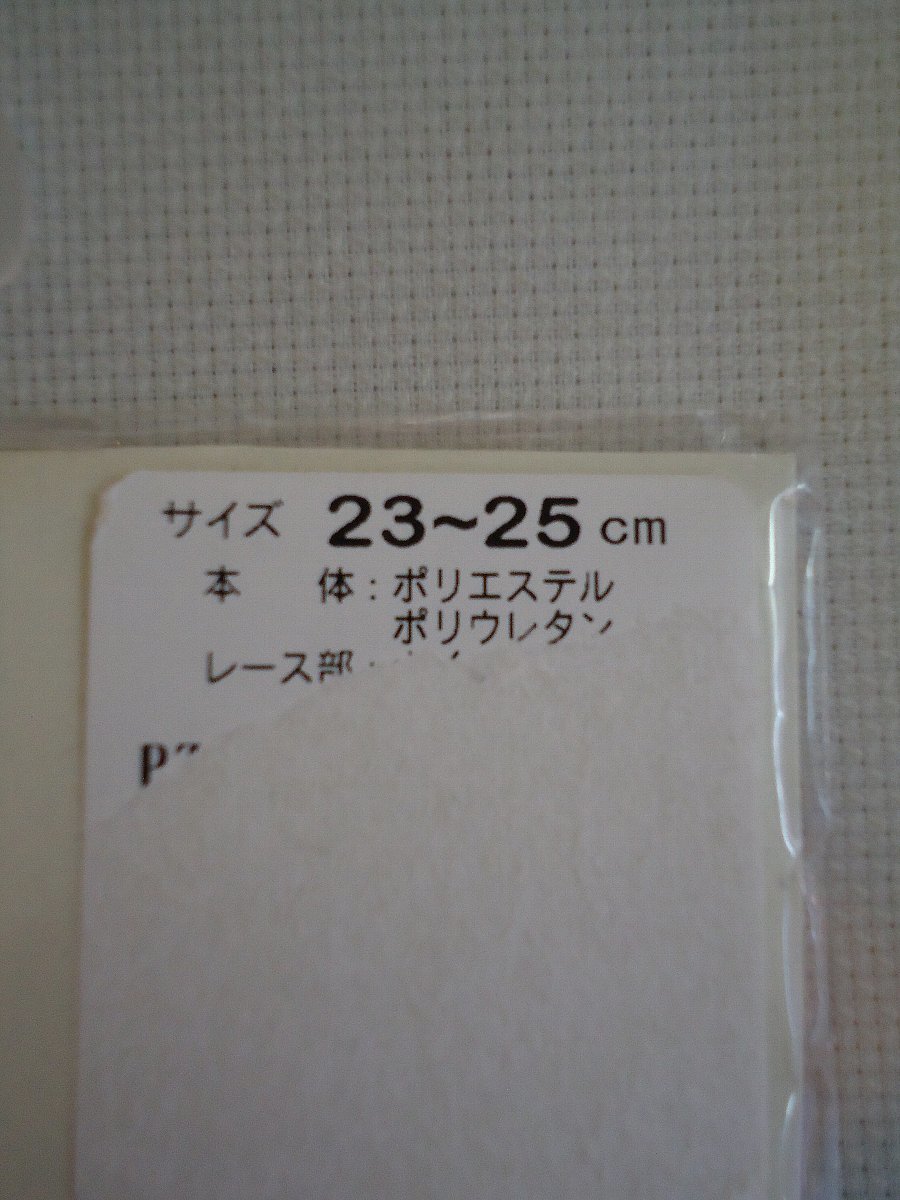 サイズ 23~25 cm
本　体:ポリエステル
ポリウレタン
レース部